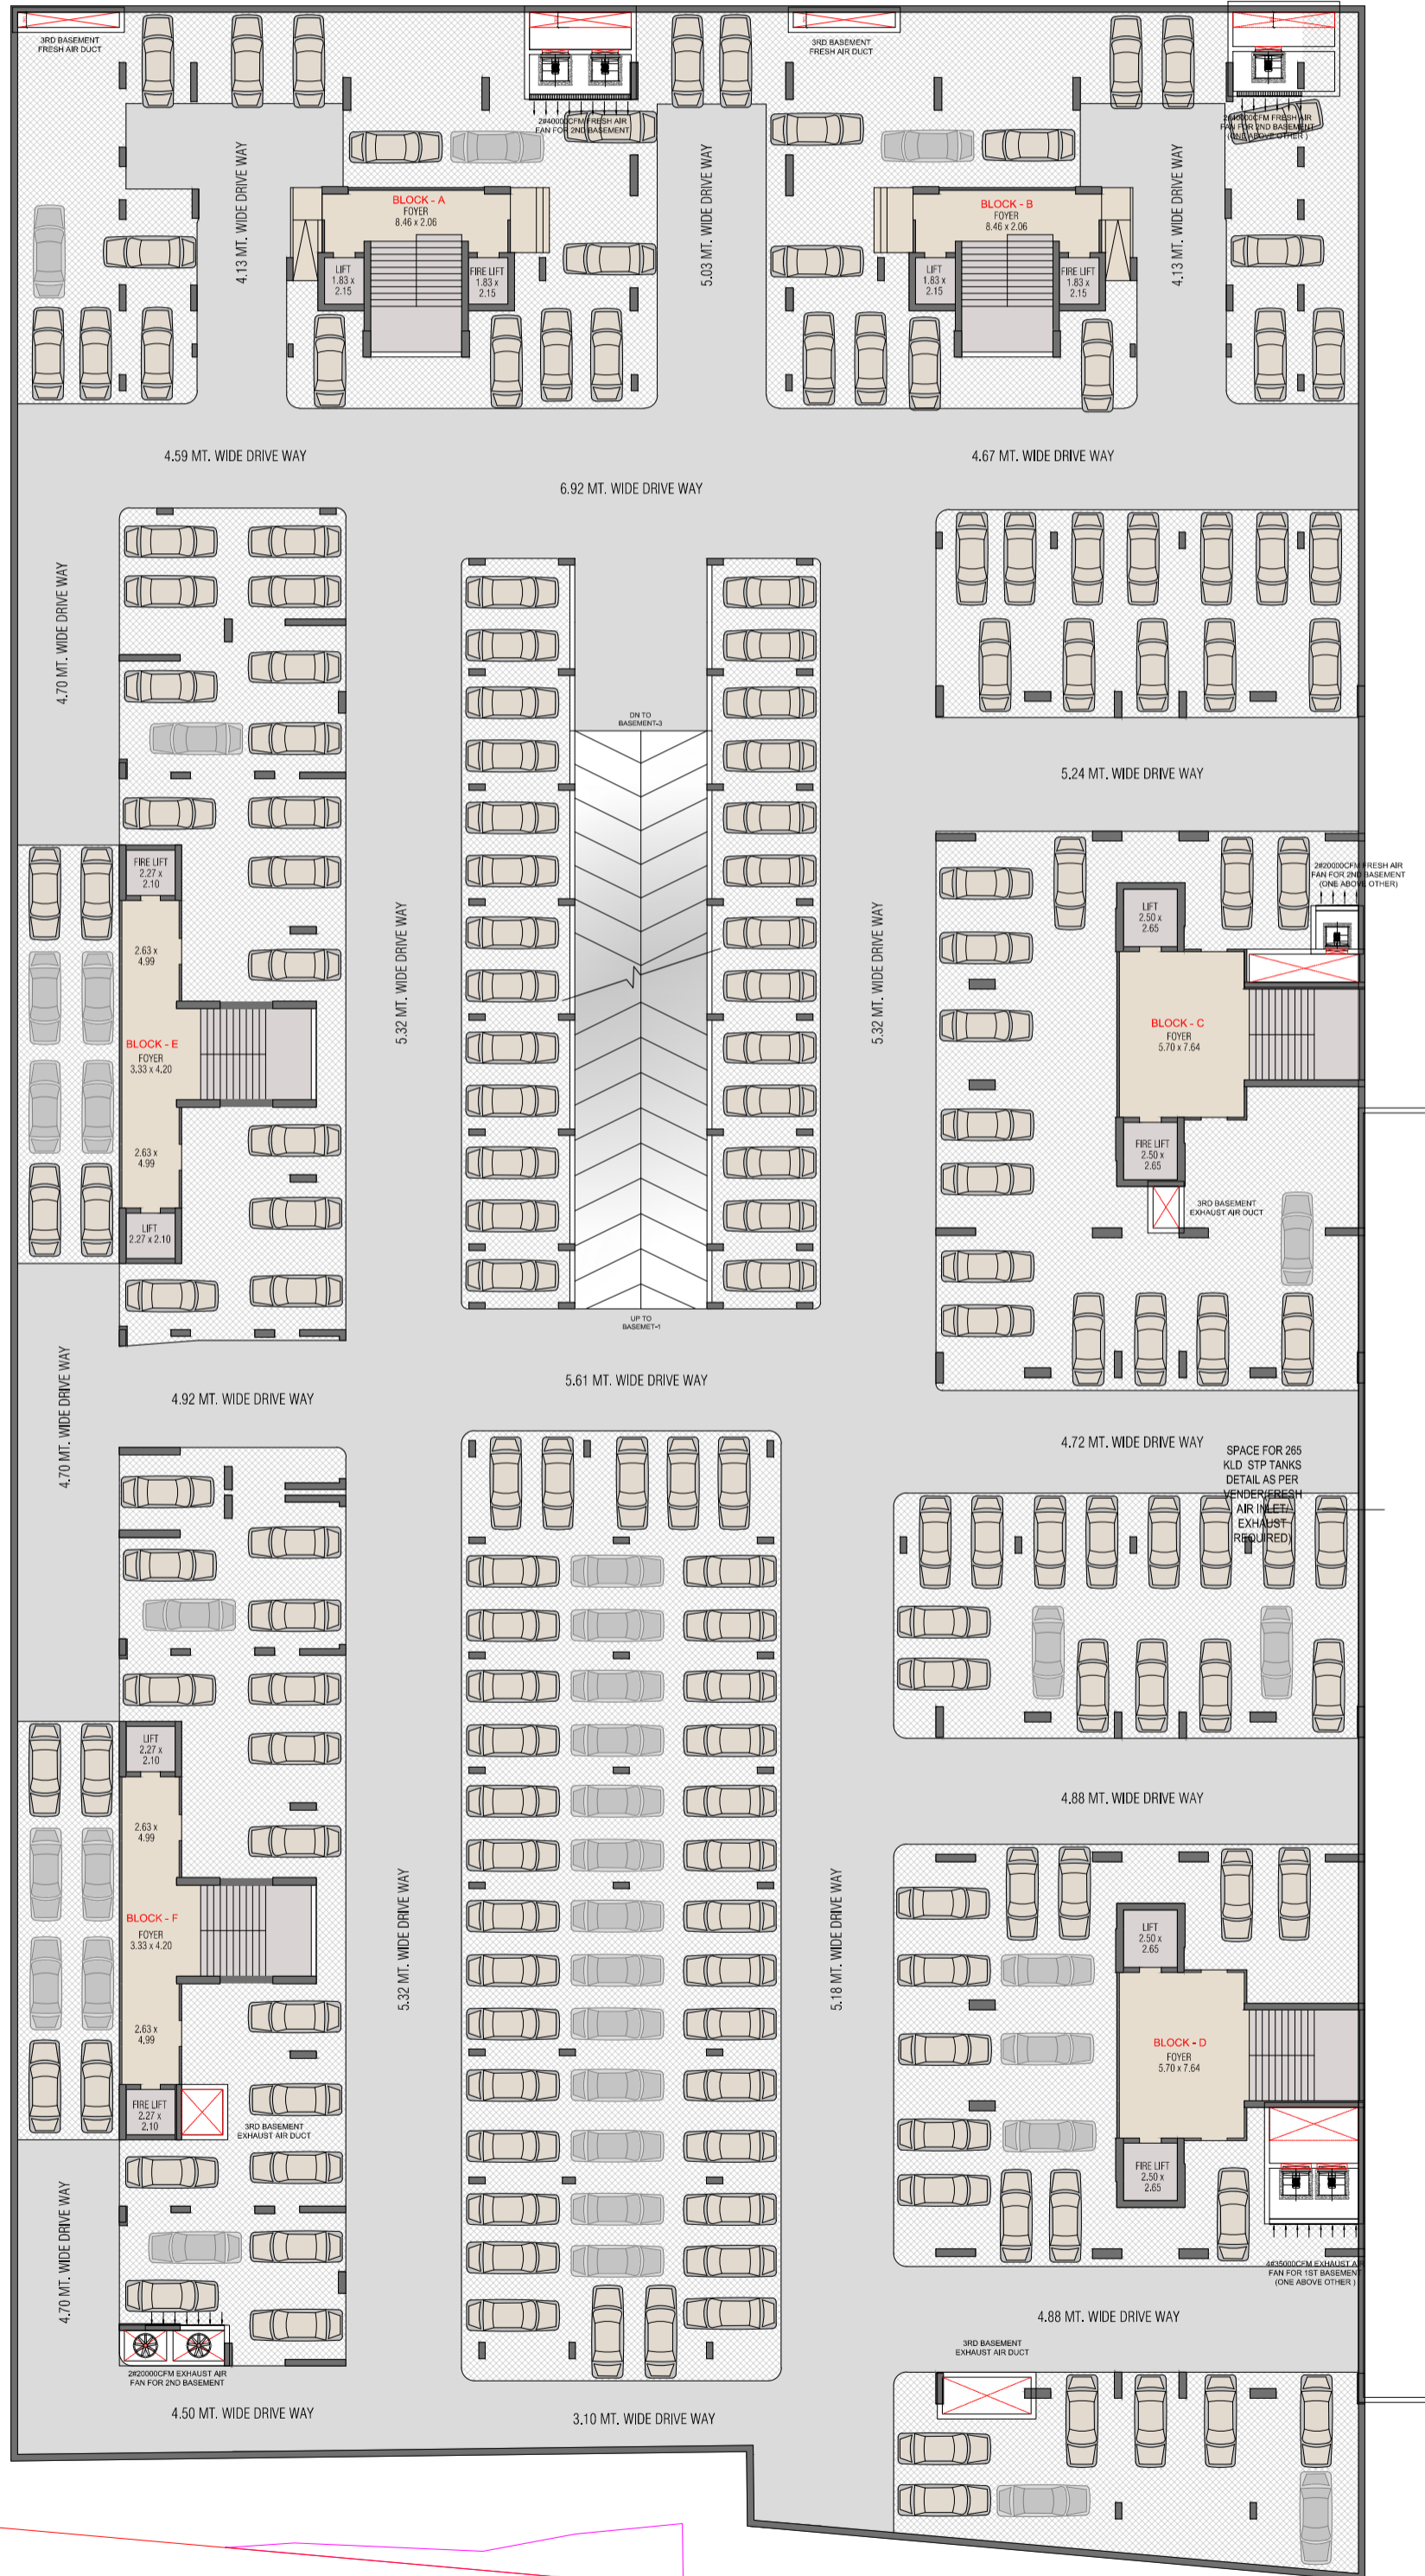 3RD BASEMENT
FRESH AIR DUCT
3RD BASEMENT
FRESH AIR DUCT
2#40000CFM FRESH AIR
FAN FOR 2ND BASEMENT
2#40000CFM FRESH AIR
FAN FOR 2ND BASEMENT
(ONE ABOVE OTHER )
4.13 MT. WIDE DRIVE WAY
BLOCK - A
FOYER
8.46 x 2.06
LIFT
1.83 x
2.15
FIRE LIFT
1.83 x
2.15
5.03 MT. WIDE DRIVE WAY
BLOCK - B
FOYER
8.46 x 2.06
LIFT
1.83 x
2.15
FIRE LIFT
1.83 x
2.15
4.13 MT. WIDE DRIVE WAY
4.59 MT. WIDE DRIVE WAY
4.67 MT. WIDE DRIVE WAY
6.92 MT. WIDE DRIVE WAY
4.70 MT. WIDE DRIVE WAY
DN TO
BASEMENT-3
5.24 MT. WIDE DRIVE WAY
FIRE LIFT
2.27 x
2.10
2.63 x
4.99
BLOCK - E
FOYER
3.33 x 4.20
2.63 x
4.99
LIFT
2.27 x 2.10
5.32 MT. WIDE DRIVE WAY
5.32 MT. WIDE DRIVE WAY
2#20000CFM FRESH AIR
FAN FOR 2ND BASEMENT
(ONE ABOVE OTHER)
LIFT
2.50 x
2.65
BLOCK - C
FOYER
5.70 x 7.64
FIRE LIFT
2.50 x
2.65
3RD BASEMENT
EXHAUST AIR DUCT
UP TO
BASEMET-1
4.70 MT. WIDE DRIVE WAY
4.92 MT. WIDE DRIVE WAY
5.61 MT. WIDE DRIVE WAY
4.72 MT. WIDE DRIVE WAY
SPACE FOR 265
KLD STP TANKS
DETAIL AS PER
VENDER(FRESH
AIR INLET/
EXHAUST
REQUIRED)
LIFT
2.27 x
2.10
2.63 x
4.99
BLOCK - F
FOYER
3.33 x 4.20
2.63 x
4.99
FIRE LIFT
2.27 x
2.10
3RD BASEMENT
EXHAUST AIR DUCT
4.88 MT. WIDE DRIVE WAY
5.32 MT. WIDE DRIVE WAY
5.18 MT. WIDE DRIVE WAY
LIFT
2.50 x
2.65
BLOCK - D
FOYER
5.70 x 7.64
FIRE LIFT
2.50 x
2.65
4#35000CFM EXHAUST AIR
FAN FOR 1ST BASEMENT
(ONE ABOVE OTHER )
4.70 MT. WIDE DRIVE WAY
4.88 MT. WIDE DRIVE WAY
3RD BASEMENT
EXHAUST AIR DUCT
2#20000CFM EXHAUST AIR
FAN FOR 2ND BASEMENT
4.50 MT. WIDE DRIVE WAY
3.10 MT. WIDE DRIVE WAY